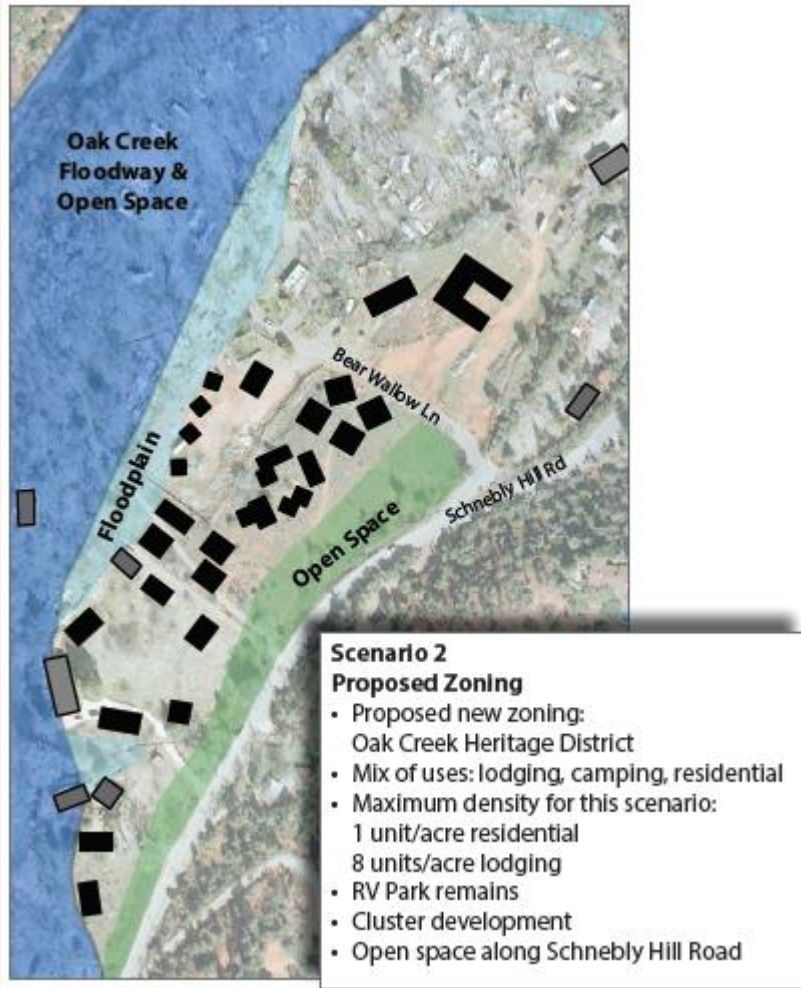 Oak Creek
Floodway &
Open Space
Bear Wallow Ln
Floodplain
Schnebly Hill Rd
Open Space
Scenario 2
Proposed Zoning
• Proposed new zoning:
Oak Creek Heritage District
• Mix of uses: lodging, camping, residential
• Maximum density for this scenario:
1 unit/acre residential
8 units/acre lodging
• RV Park remains
• Cluster development
• Open space along Schnebly Hill Road